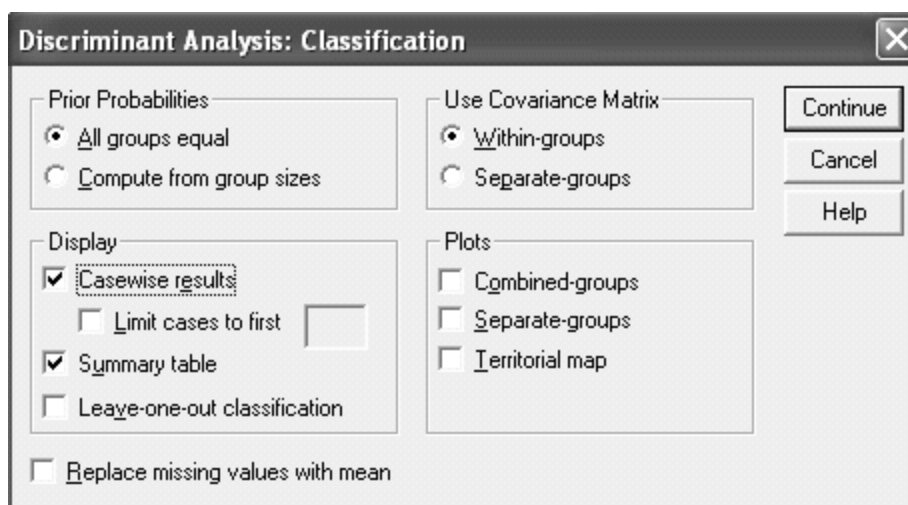 Discriminant Analysis: Classification
Prior Probabilities
All groups equal
Compute from group sizes
Use Covariance Matrix
Within-groups
Separate-groups
Continue
Cancel
Help
Display
Casewise results
Limit cases to first
Summary table
Leave-one-out classification
Plots
Combined-groups
Separate-groups
Territorial map
Replace missing values with mean